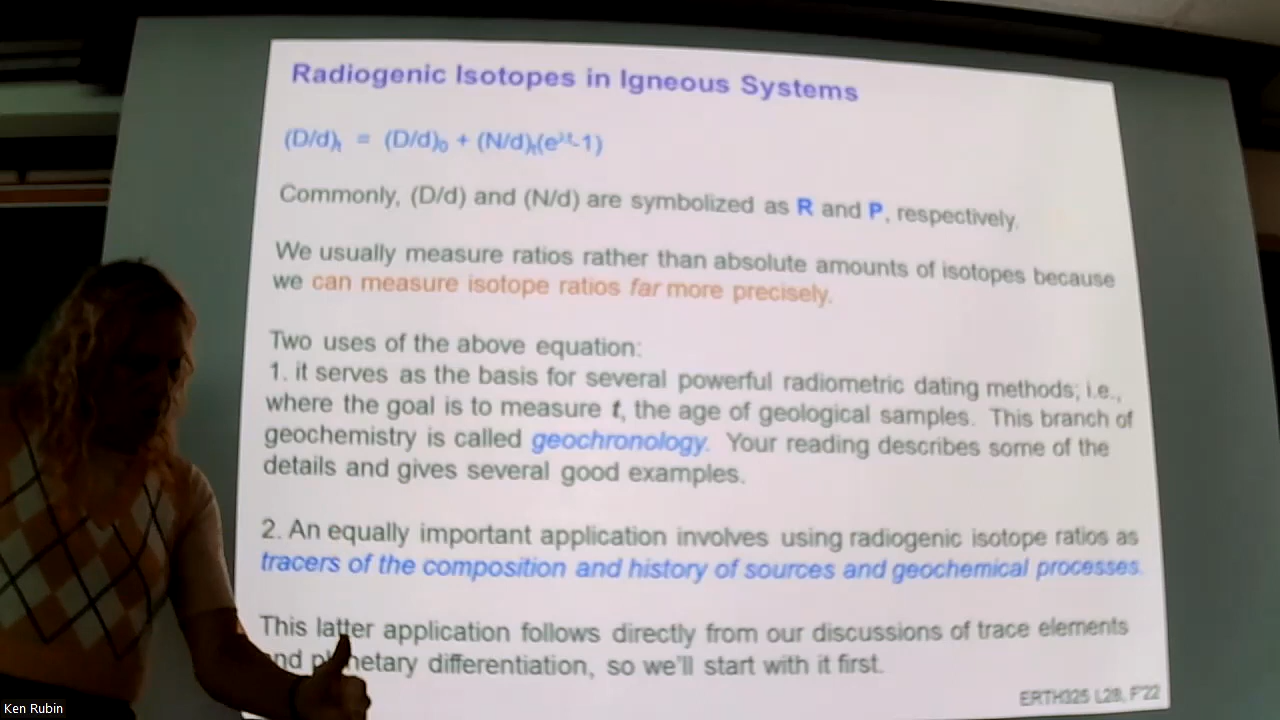 Radiogenic Isotopes in Igneous Systems
(D/d)t = (D/d)0 + (N/d)t(eλt-1)
Commonly, (D/d) and (N/d) are symbolized as R and P, respectively.
We usually measure ratios rather than absolute amounts of isotopes because
we can measure isotope ratios far more precisely.
Two uses of the above equation:
1. it serves as the basis for several powerful radiometric dating methods; i.e.,
where the goal is to measure t, the age of geological samples. This branch of
geochemistry is called geochronology. Your reading describes some of the
details and gives several good examples.
2. An equally important application involves using radiogenic isotope ratios as
tracers of the composition and history of sources and geochemical processes.
This latter application follows directly from our discussions of trace elements
and planetary differentiation, so we'll start with it first.
ERTH325 L28, F'22
Ken Rubin